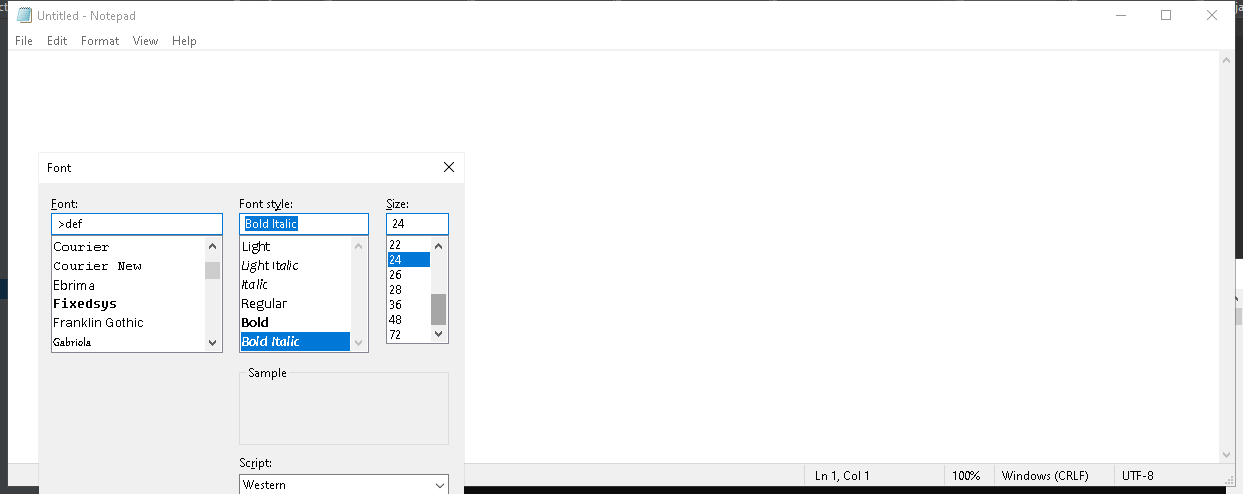 Untitled - Notepad
File Edit Format View Help
Font
Font: Font style: Size:
>def Bold Italic 24
Courier Light 22
Courier New Light Italic 24
Ebrima Italic 26
Fixedsys Regular 28
Franklin Gothic Bold 36
Gabriola Bold Italic 48
72
Sample
Script:
Western
Ln 1, Col 1 100% Windows (CRLF) UTF-8